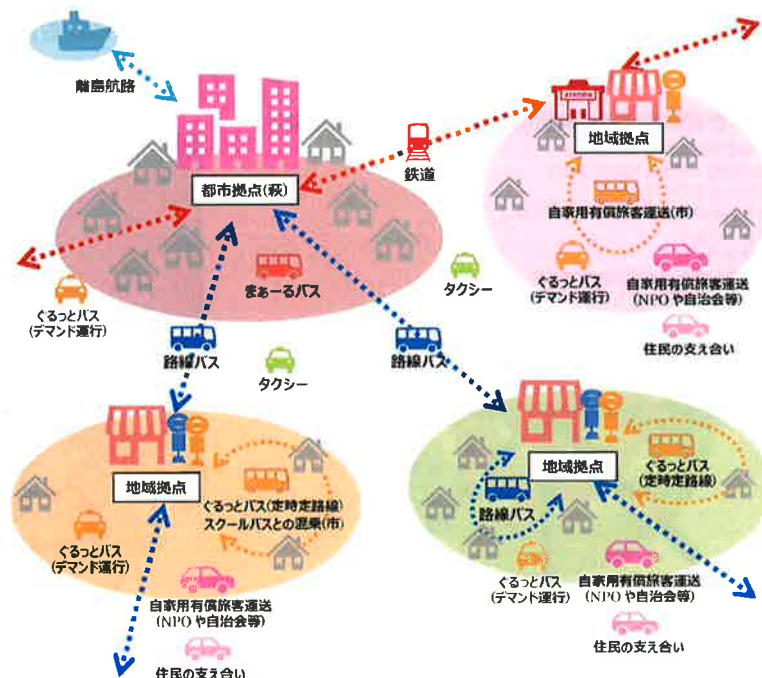 離島航路
都市拠点(萩)
鉄道
地域拠点
自家用有償旅客運送(市)
ぐるっとバス
(デマンド運行)
自家用有償旅客運送
(NPOや自治会等)
住民の支え合い
まぁーるバス
タクシー
ぐるっとバス
(デマンド運行)
路線バス
タクシー
路線バス
地域拠点
ぐるっとバス(定時定路線)
スクールバスとの混乗(市)
ぐるっとバス
(デマンド運行)
自家用有償旅客運送
(NPOや自治会等)
住民の支え合い
地域拠点
ぐるっとバス
(定時定路線)
路線バス
ぐるっとバス
(デマンド運行)
自家用有償旅客運送
(NPOや自治会等)
住民の支え合い